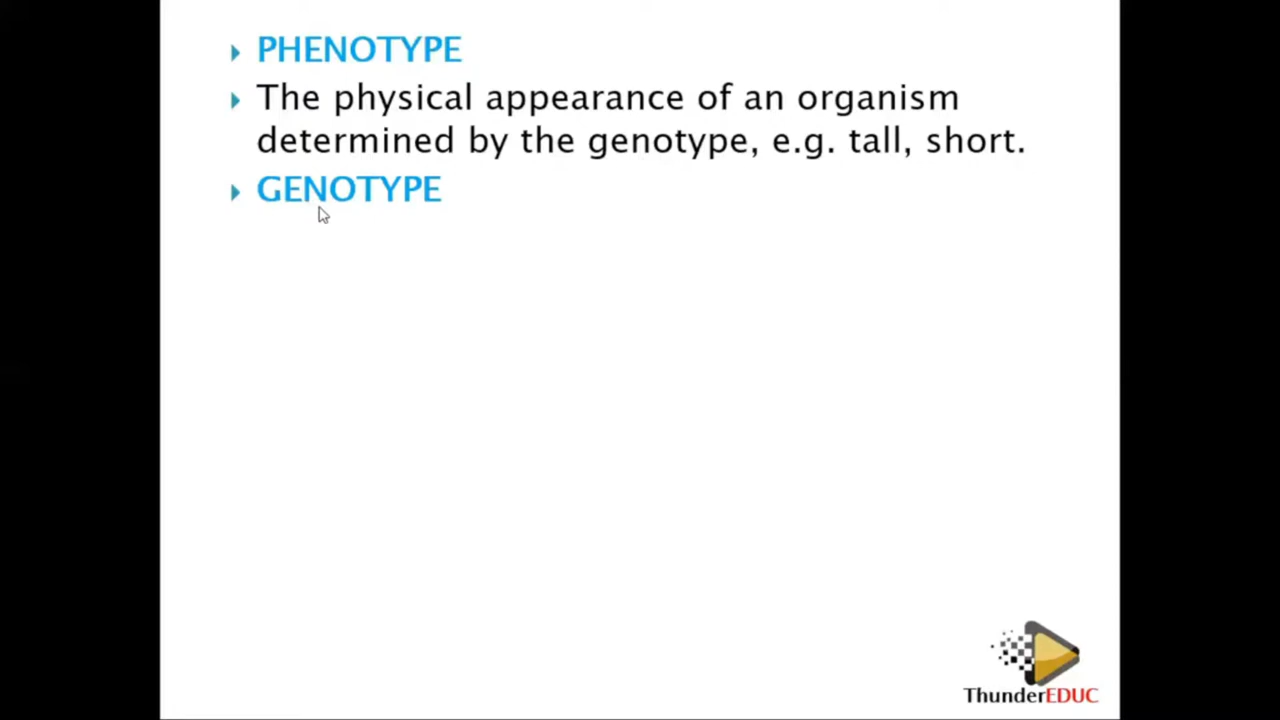 PHENOTYPE
The physical appearance of an organism
determined by the genotype, e.g. tall, short.
GENOTYPE
ThunderEDUC